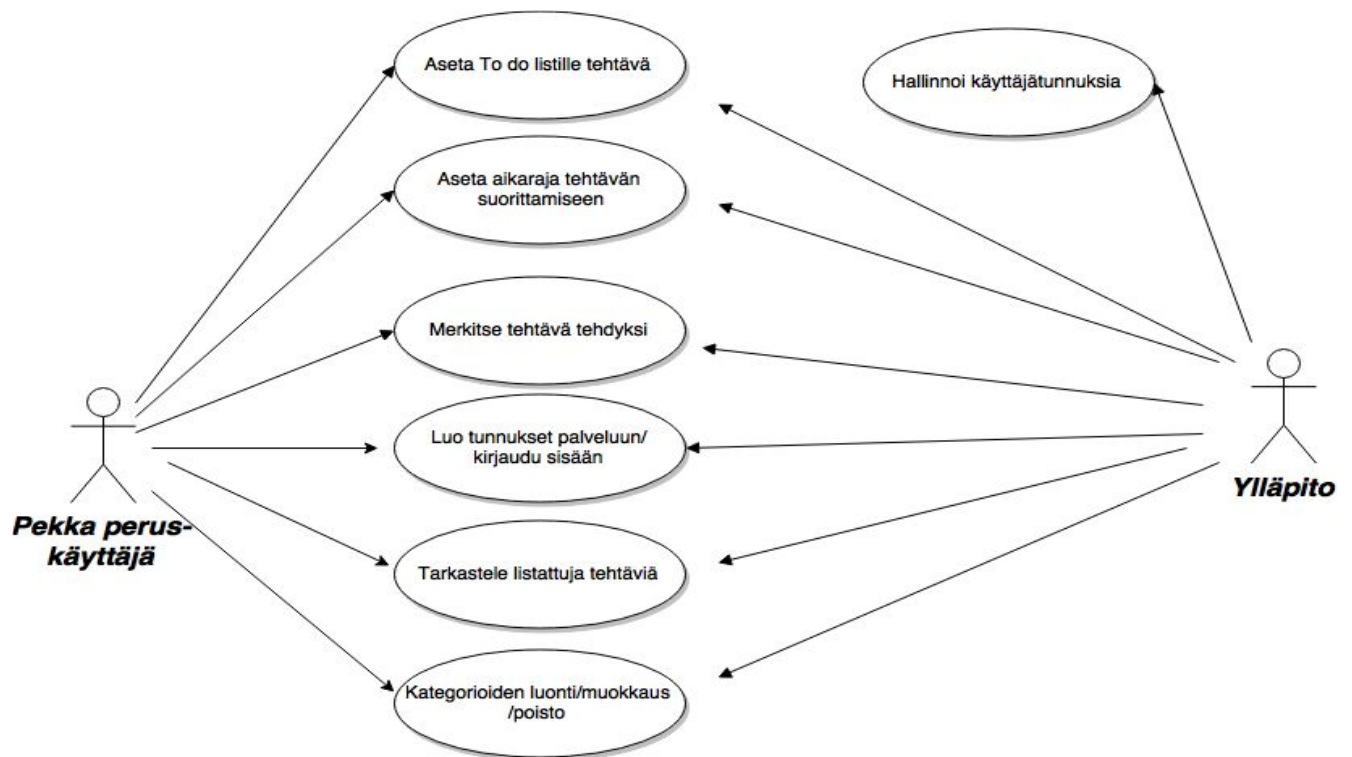 Aseta To do listille tehtävä
Hallinnoi käyttäjätunnuksia
Aseta aikaraja tehtävän
suorittamiseen
Merkitse tehtävä tehdyksi
Luo tunnukset palveluun/
kirjaudu sisään
Pekka perus-
käyttäjä
Ylläpito
Tarkastele listattuja tehtäviä
Kategorioiden luonti/muokkaus
/poisto